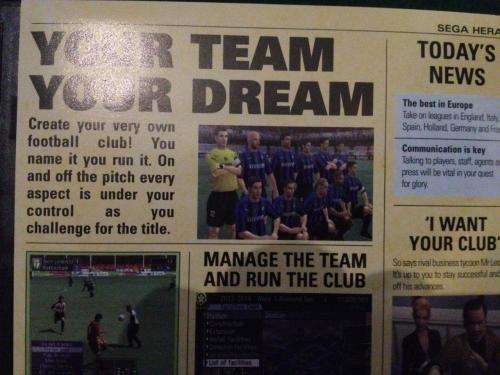 SEGA HERA
YOUR TEAM
YOUR DREAM
Create your very own
football club! You
name it you run it. On
and off the pitch every
aspect is under your
control as you
challenge for the title.
MANAGE THE TEAM
AND RUN THE CLUB
List of facilities
TODAY'S
NEWS
The best in Europe
Take on leagues in England, Italy,
Spain, Holland, Germany and
Communication is key
Talking to players, staff, agents
press will be vital in your quest
for glory.
'I WANT
YOUR CLUB'
So says rival business tycoon Mr
It's up to you to stay successful and
off his advances.